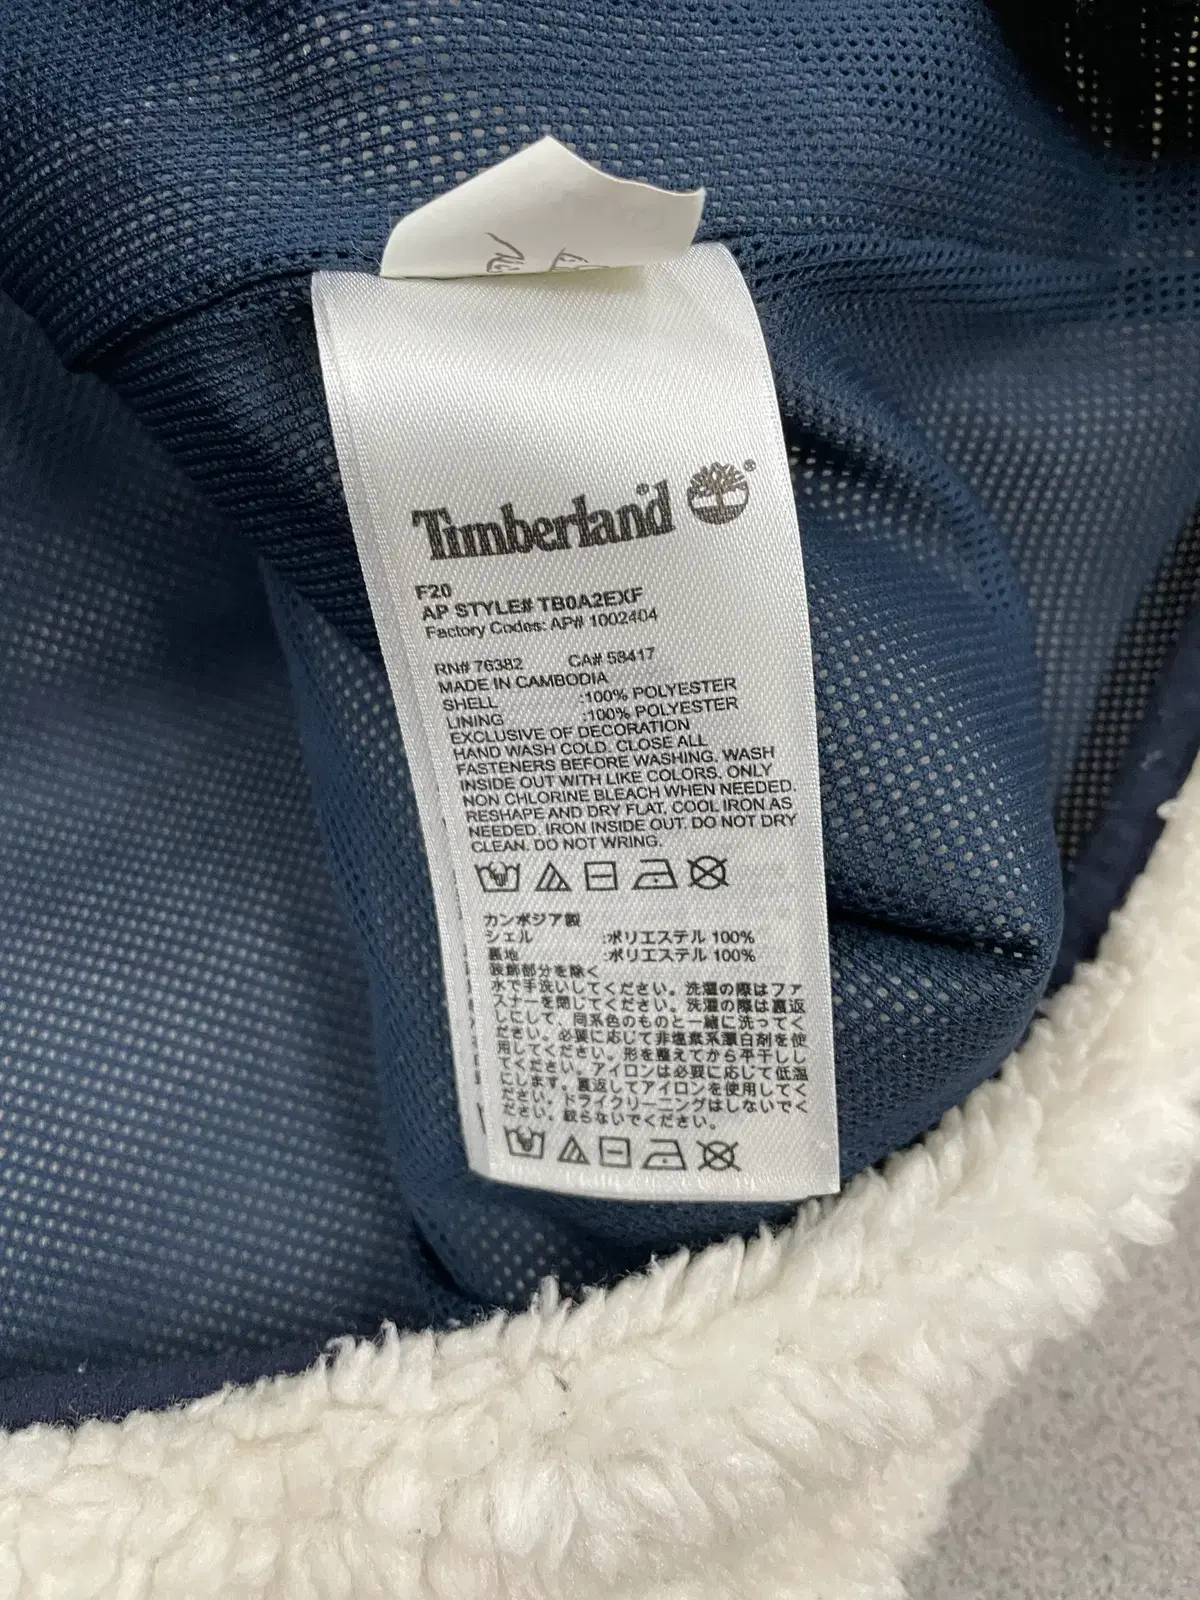 Timberland®
F20
AP STYLE# TB0A2EXF
Factory Codes: AP# 1002404
RN# 76382 CA# 58417
MADE IN CAMBODIA
SHELL :100% POLYESTER
LINING :100% POLYESTER
EXCLUSIVE OF DECORATION
HAND WASH COLD. CLOSE ALL
FASTENERS BEFORE WASHING. WASH
INSIDE OUT WITH LIKE COLORS. ONLY
NON CHLORINE BLEACH WHEN NEEDED.
RESHAPE AND DRY FLAT. COOL IRON AS
NEEDED. IRON INSIDE OUT. DO NOT DRY
CLEAN. DO NOT WRING.
カンボジア製
シェル :ポリエステル 100%
裏地 :ポリエステル 100%
装飾部分を除く
水で手洗いしてください。洗濯の際はファ
スナーを閉じてください。洗濯の際は裏返
しにして、同系色のものと一緒に洗ってく
ださい。必要に応じて非塩素系漂白剤を使
用してください。形を整えてから平干しし
てください。アイロンは必要に応じて低温
にします。裏返してアイロンを使用してく
ださい。ドライクリーニングはしないでく
ださい。絞らないでください。